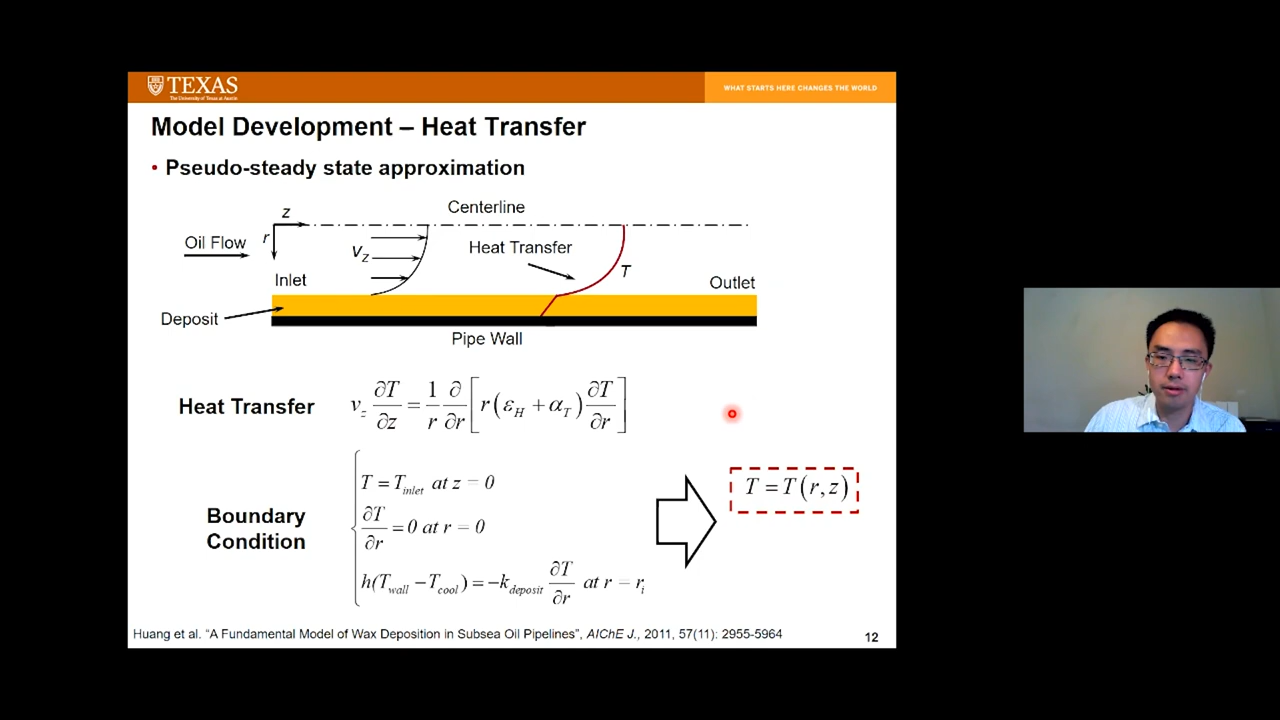 TEXAS
The University of Texas at Austin
WHAT STARTS HERE CHANGES THE WORLD
Model Development – Heat Transfer
• Pseudo-steady state approximation
z
Centerline
r
Oil Flow
v_z
Heat Transfer
T
Inlet
Outlet
Deposit
Pipe Wall
Heat Transfer
v_z ∂T/∂z = 1/r ∂/∂r [ r(ε_H + α_T) ∂T/∂r ]
Boundary
Condition
T = T_inlet at z = 0
∂T/∂r = 0 at r = 0
h(T_wall − T_cool) = −k_deposit ∂T/∂r at r = r_i
T = T(r, z)
Huang et al. “A Fundamental Model of Wax Deposition in Subsea Oil Pipelines”, AIChE J., 2011, 57(11): 2955-5964
12